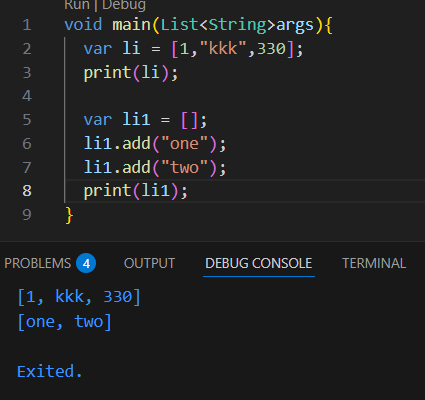 Run | Debug
1 void main(List<String>args){
2 var li = [1,"kkk",330];
3 print(li);
4
5 var li1 = [];
6 li1.add("one");
7 li1.add("two");
8 print(li1);
9 }
PROBLEMS 4 OUTPUT DEBUG CONSOLE TERMINAL
[1, kkk, 330]
[one, two]
Exited.